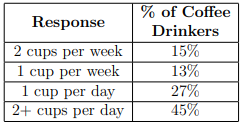 Response % of Coffee
Drinkers
2 cups per week 15%
1 cup per week 13%
1 cup per day 27%
2+ cups per day 45%